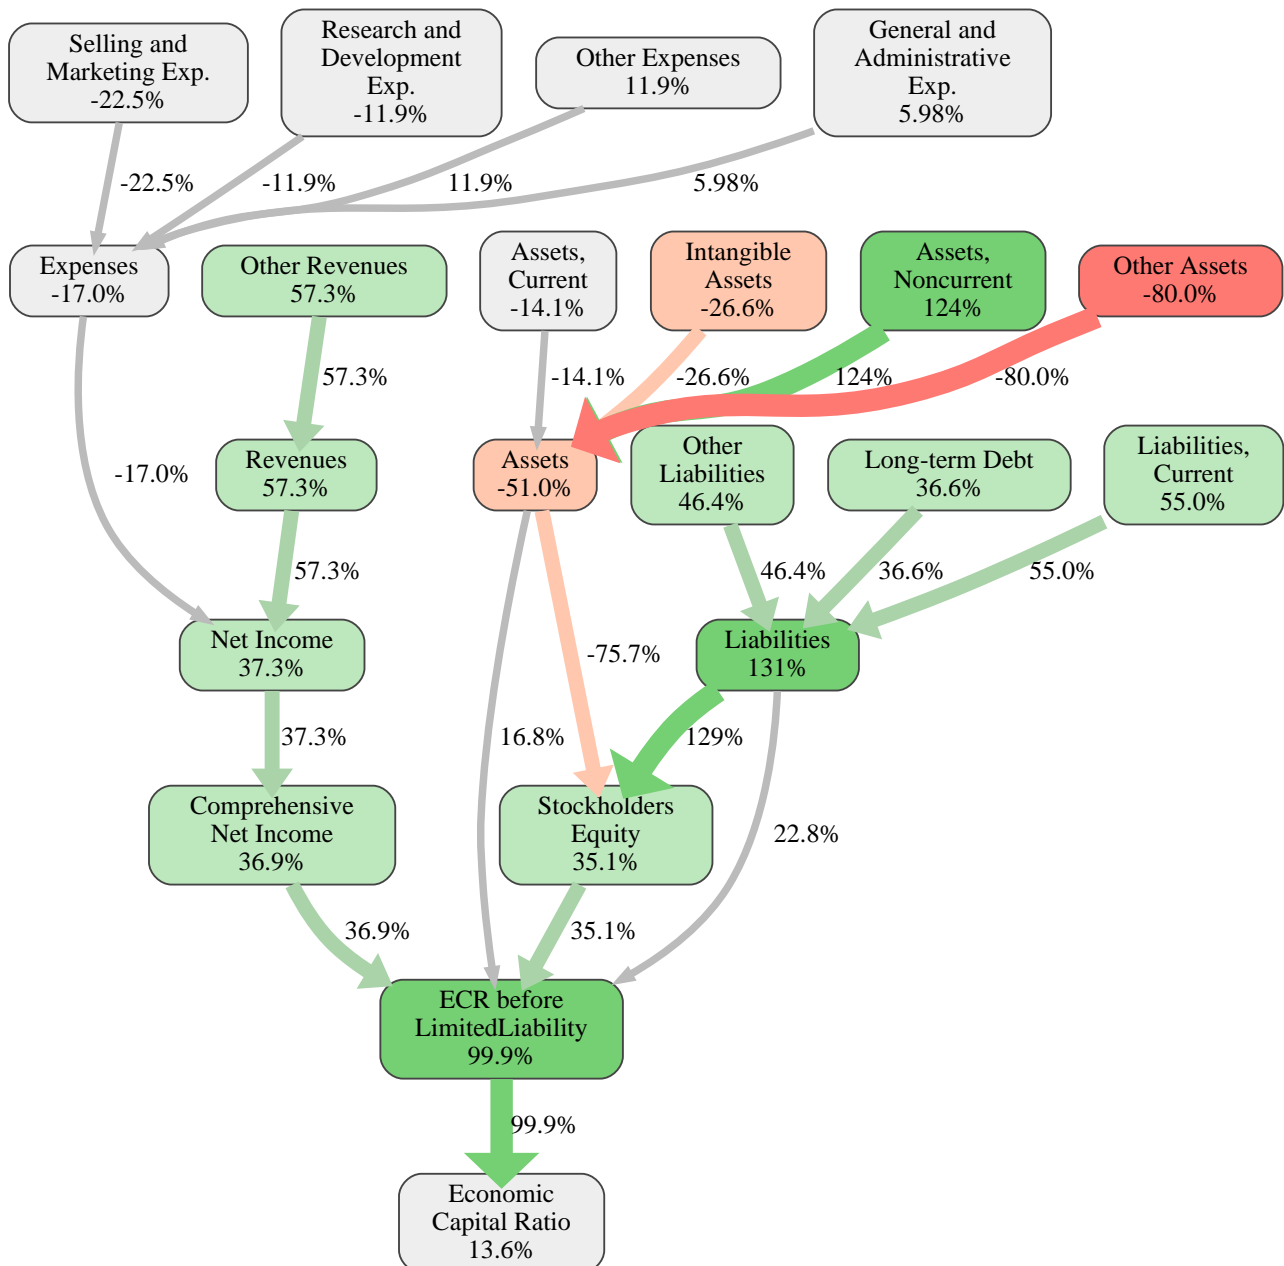 Selling and
Marketing Exp.
-22.5%
Research and
Development
Exp.
-11.9%
Other Expenses
11.9%
General and
Administrative
Exp.
5.98%
-22.5%
-11.9%
11.9%
5.98%
Expenses
-17.0%
Other Revenues
57.3%
Assets,
Current
-14.1%
Intangible
Assets
-26.6%
Assets,
Noncurrent
124%
Other Assets
-80.0%
57.3%
-14.1%
-26.6%
124%
-80.0%
-17.0%
Revenues
57.3%
Assets
-51.0%
Other
Liabilities
46.4%
Long-term Debt
36.6%
Liabilities,
Current
55.0%
57.3%
46.4%
36.6%
55.0%
Net Income
37.3%
-75.7%
Liabilities
131%
37.3%
16.8%
129%
Comprehensive
Net Income
36.9%
Stockholders
Equity
35.1%
22.8%
36.9%
35.1%
ECR before
LimitedLiability
99.9%
99.9%
Economic
Capital Ratio
13.6%